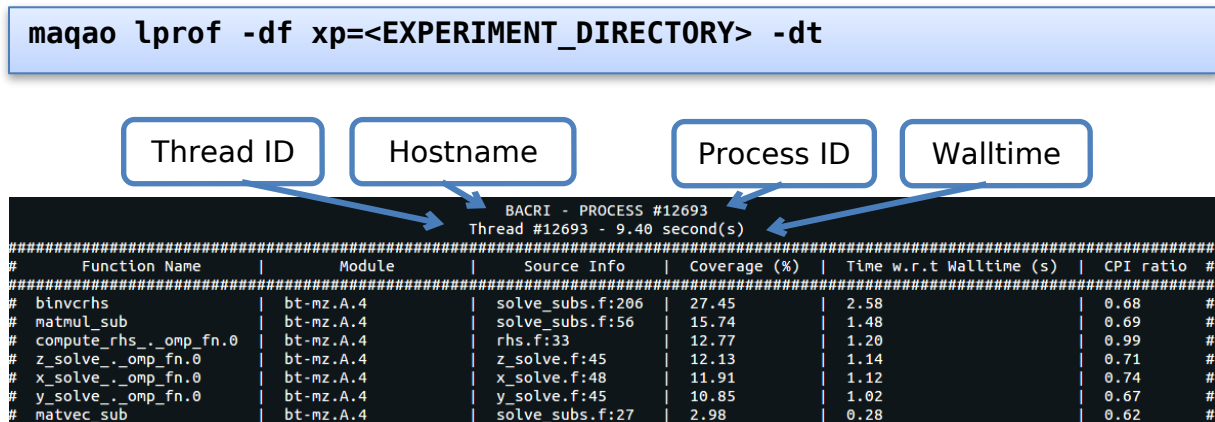 maqao lprof -df xp=<EXPERIMENT_DIRECTORY> -dt
Thread ID Hostname Process ID Walltime
BACRI - PROCESS #12693
Thread #12693 - 9.40 second(s)
# Function Name | Module | Source Info | Coverage (%) | Time w.r.t Walltime (s) | CPI ratio #
# binvcrhs | bt-mz.A.4 | solve_subs.f:206 | 27.45 | 2.58 | 0.68 #
# matmul_sub | bt-mz.A.4 | solve_subs.f:56 | 15.74 | 1.48 | 0.69 #
# compute_rhs_._omp_fn.0 | bt-mz.A.4 | rhs.f:33 | 12.77 | 1.20 | 0.99 #
# z_solve_._omp_fn.0 | bt-mz.A.4 | z_solve.f:45 | 12.13 | 1.14 | 0.71 #
# x_solve_._omp_fn.0 | bt-mz.A.4 | x_solve.f:48 | 11.91 | 1.12 | 0.74 #
# y_solve_._omp_fn.0 | bt-mz.A.4 | y_solve.f:45 | 10.85 | 1.02 | 0.67 #
# matvec_sub | bt-mz.A.4 | solve_subs.f:27 | 2.98 | 0.28 | 0.62 #